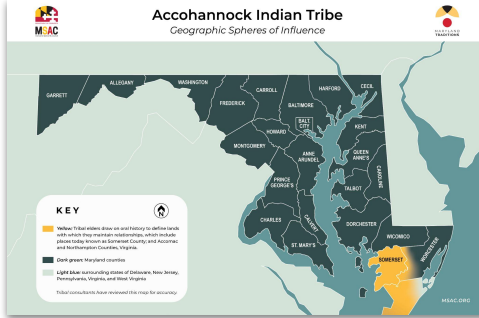 Accohannock Indian Tribe
Geographic Spheres of Influence
MSAC
MARYLAND
TRADITIONS
GARRETT
ALLEGANY
WASHINGTON
FREDERICK
CARROLL
BALTIMORE
HARFORD
CECIL
BALT.
CITY
HOWARD
KENT
MONTGOMERY
ANNE
ARUNDEL
QUEEN
ANNE'S
CAROLINE
PRINCE
GEORGE'S
TALBOT
CHARLES
CALVERT
DORCHESTER
ST. MARY'S
WICOMICO
SOMERSET
WORCESTER
KEY
N
Yellow: Tribal elders draw on oral history to define lands
with which they maintain relationships, which include
places today known as Somerset County; and Accomac
and Northampton Counties, Virginia.
Dark green: Maryland counties
Light blue: surrounding states of Delaware, New Jersey,
Pennsylvania, Virginia, and West Virginia
Tribal consultants have reviewed this map for accuracy.
MSAC.ORG